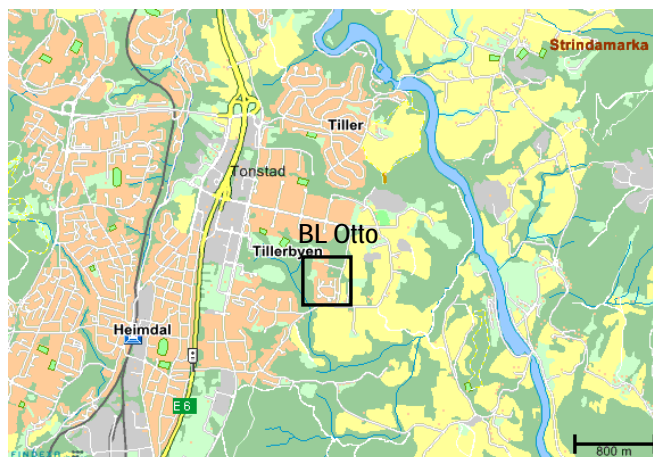 Strindamarka
Tiller
Tonstad
BL Otto
Tillerbyen
Heimdal
E 6
800 m